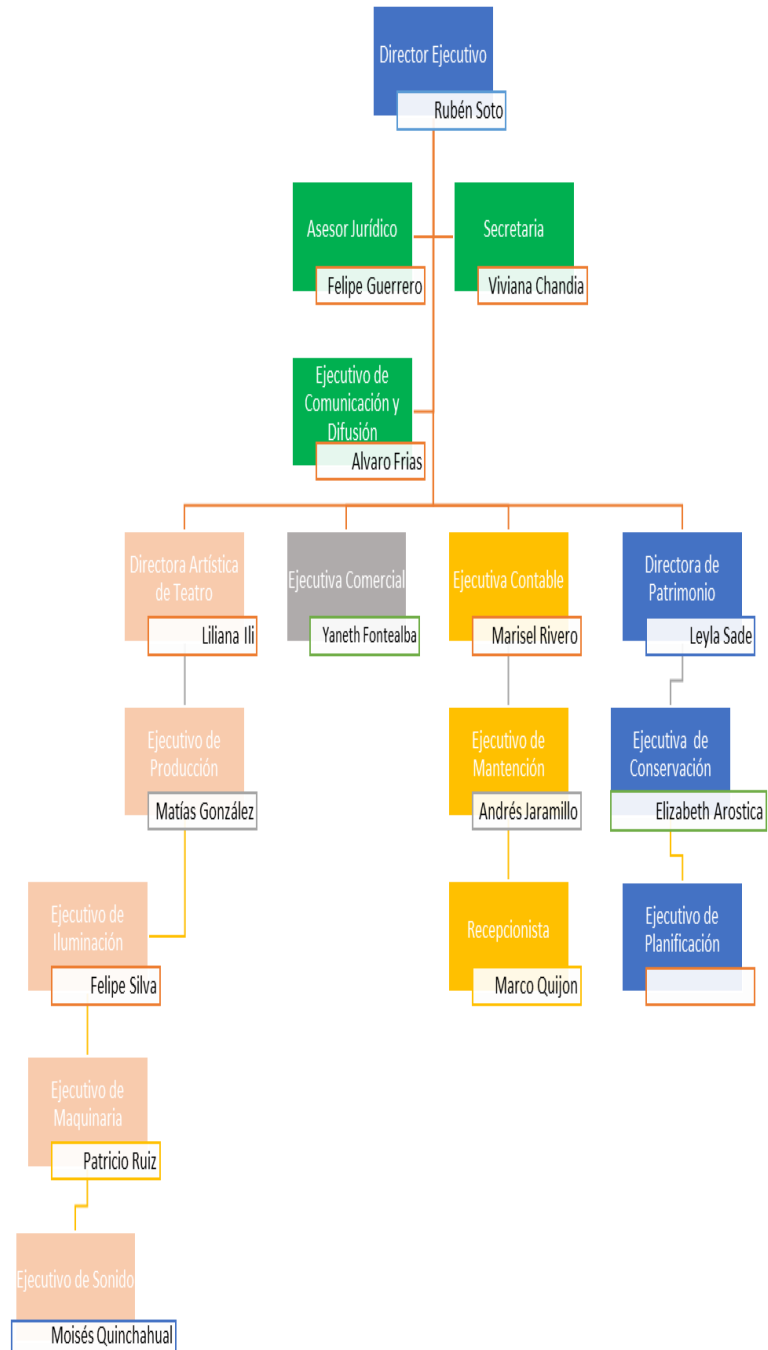 Director Ejecutivo
Rubén Soto
Asesor Jurídico
Felipe Guerrero
Secretaria
Viviana Chandia
Ejecutivo de
Comunicación y
Difusión
Alvaro Frias
Directora Artística
de Teatro
Liliana Ili
Ejecutiva Comercial
Yaneth Fontealba
Ejecutiva Contable
Marisel Rivero
Directora de
Patrimonio
Leyla Sade
Ejecutivo de
Producción
Matías González
Ejecutivo de
Mantención
Andrés Jaramillo
Ejecutiva de
Conservación
Elizabeth Arostica
Ejecutivo de
Iluminación
Felipe Silva
Recepcionista
Marco Quijon
Ejecutivo de
Planificación
Ejecutivo de
Maquinaria
Patricio Ruiz
Ejecutivo de Sonido
Moisés Quinchahual